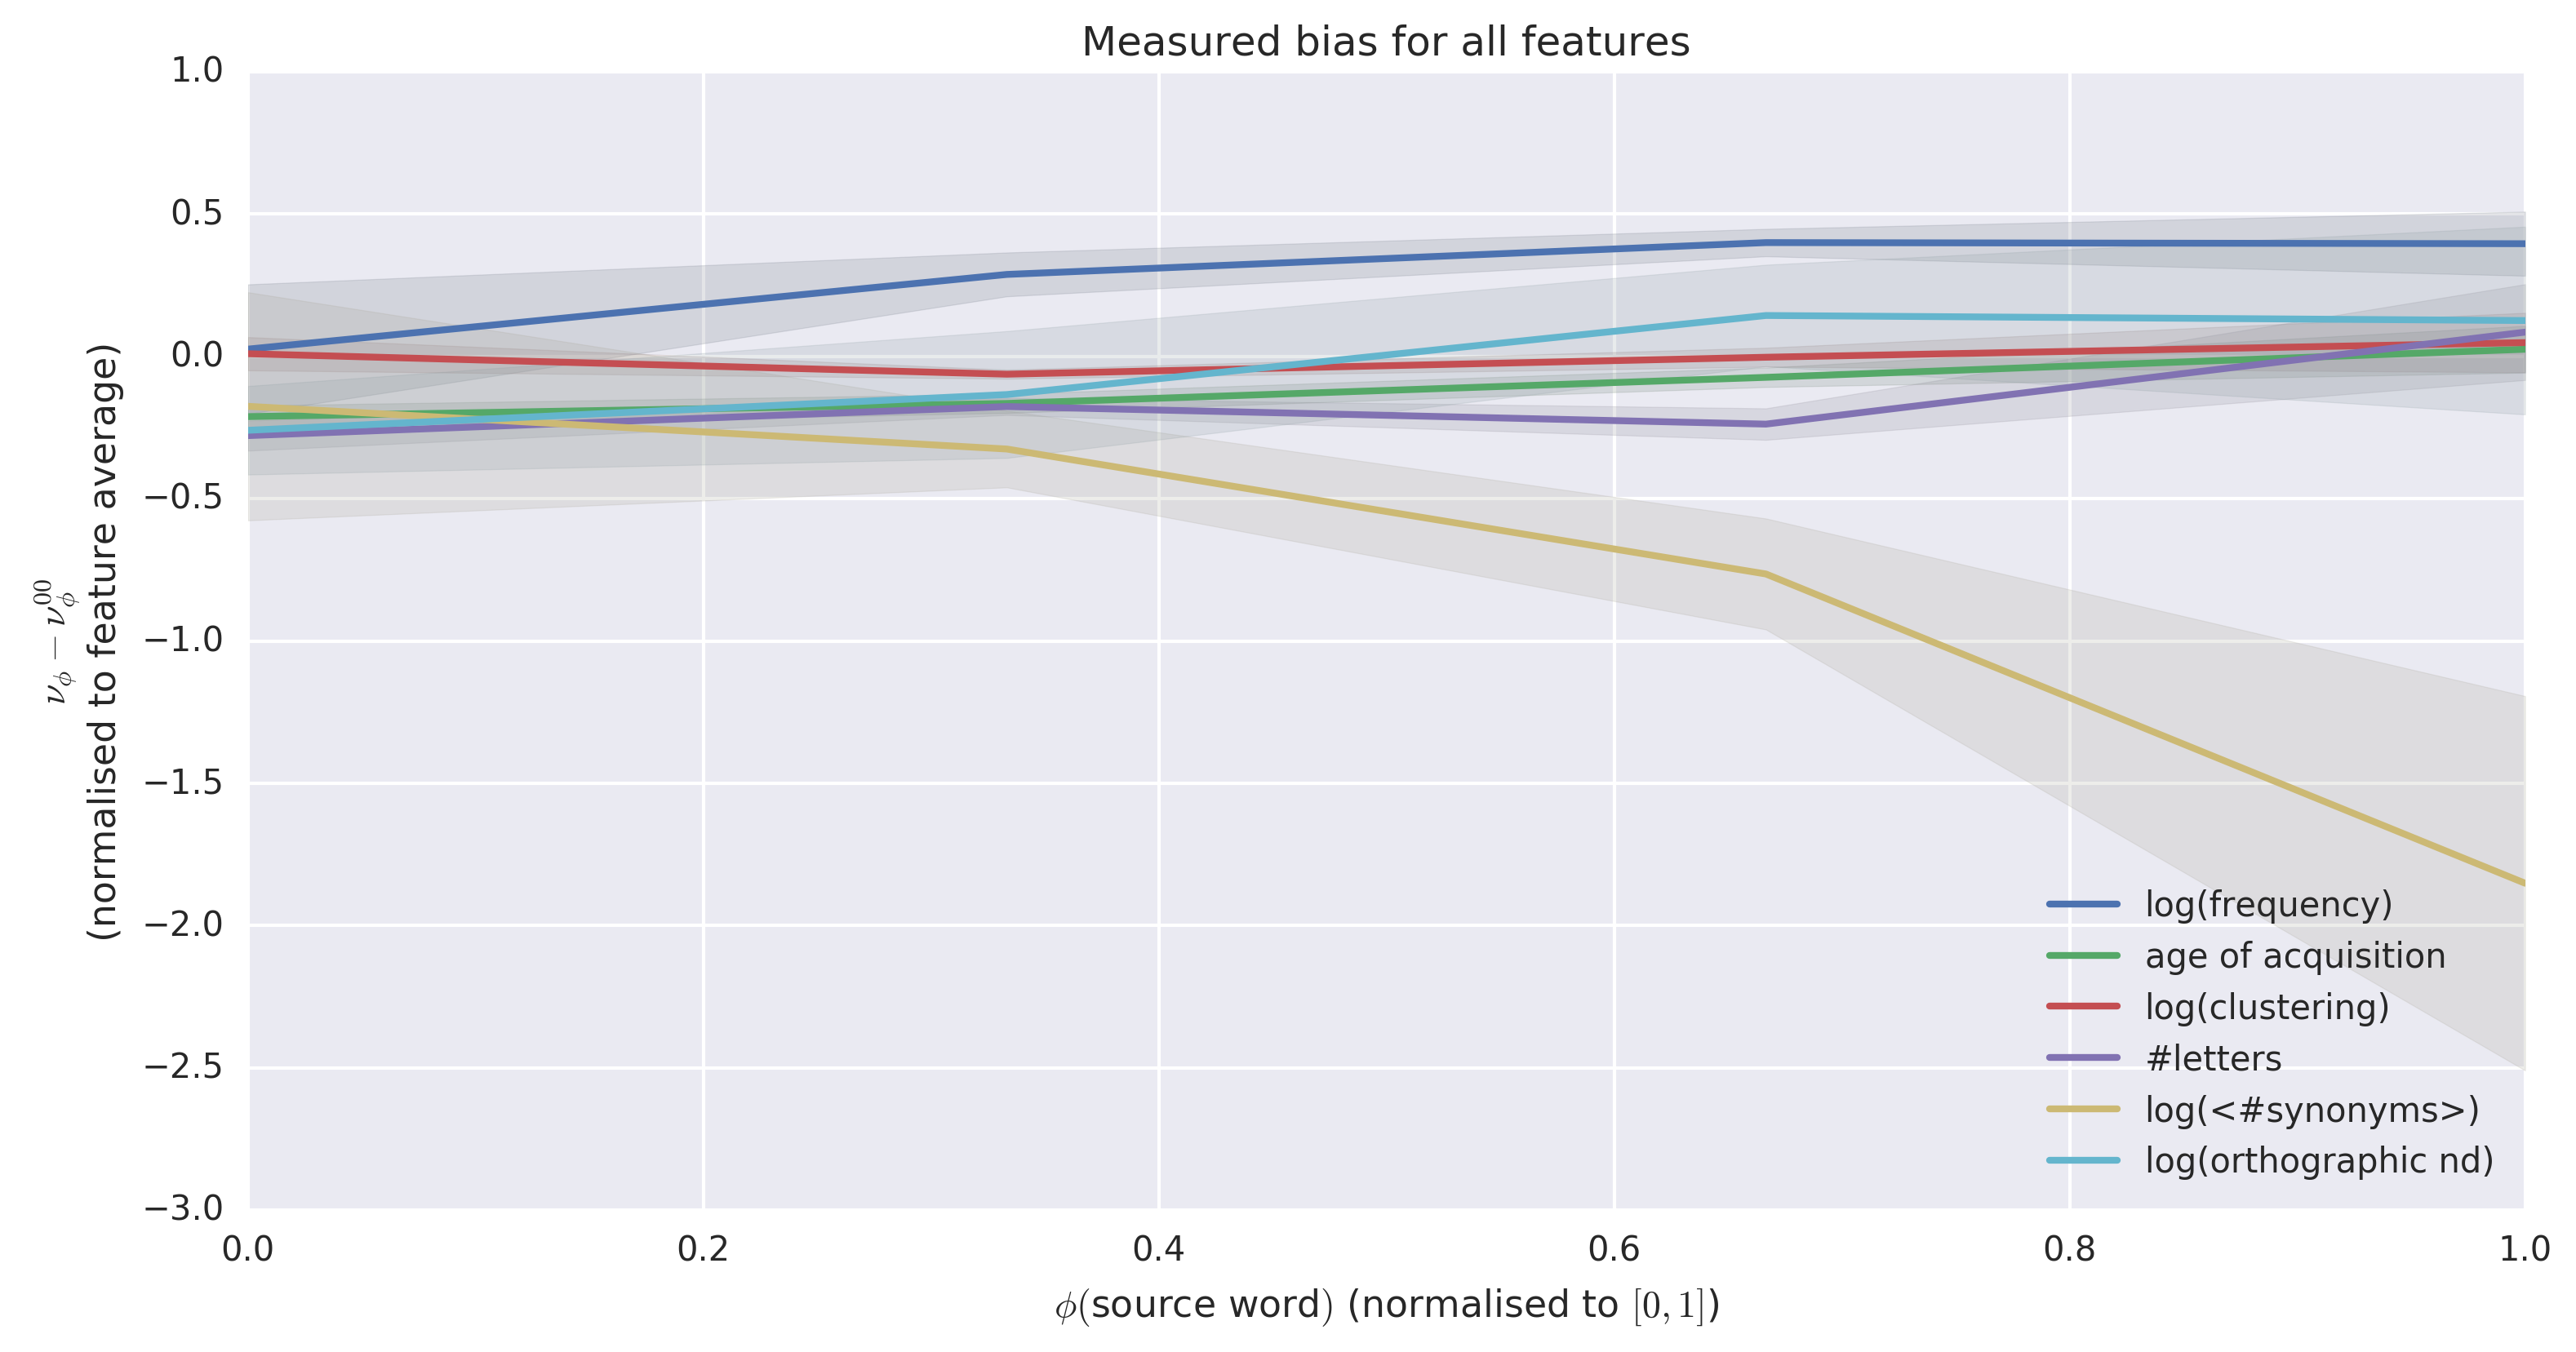 Measured bias for all features
1.0
0.5
0.0
−0.5
−1.0
−1.5
−2.0
−2.5
−3.0
ν_ϕ − ν_ϕ^00
(normalised to feature average)
0.0 0.2 0.4 0.6 0.8 1.0
ϕ(source word) (normalised to [0, 1])
log(frequency)
age of acquisition
log(clustering)
#letters
log(<#synonyms>)
log(orthographic nd)